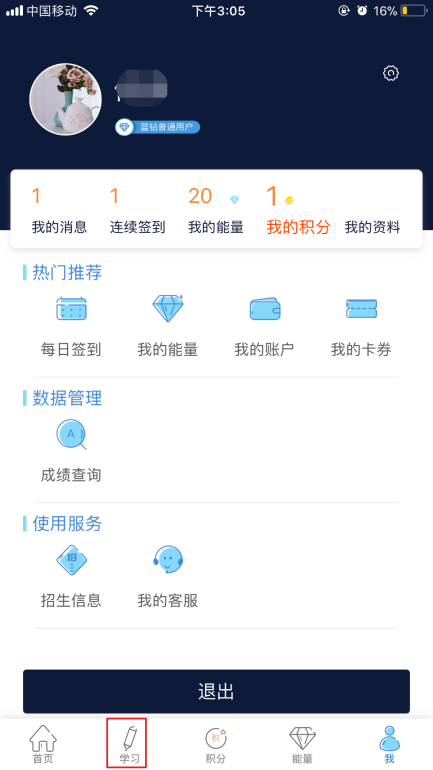 中国移动 下午3:05 16%
蓝钻普通用户
1 1 20 1
我的消息 连续签到 我的能量 我的积分 我的资料
热门推荐
每日签到 我的能量 我的账户 我的卡券
数据管理
A
成绩查询
使用服务
招
招生信息 我的客服
退出
积
首页 学习 积分 能量 我